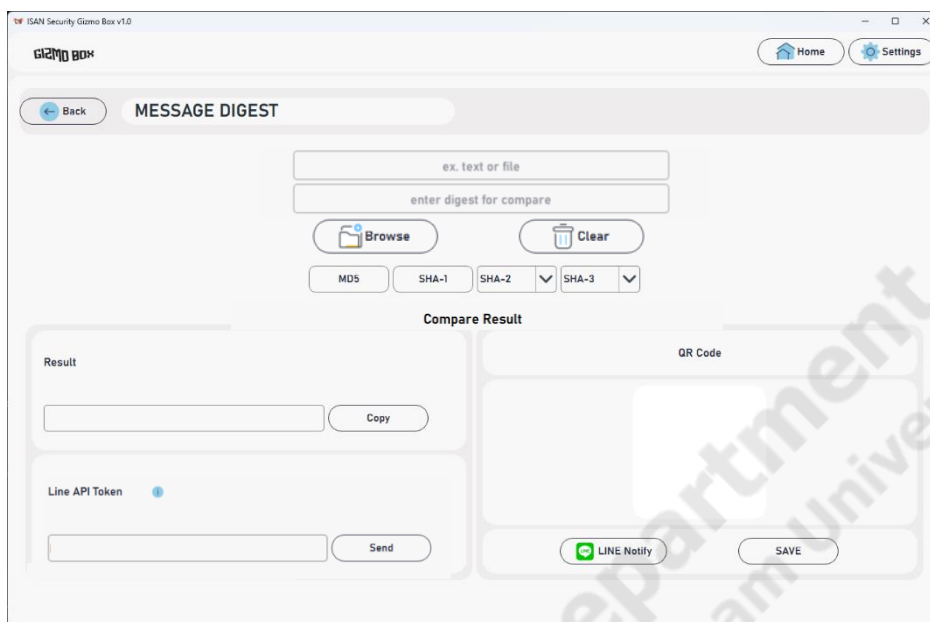 ISAN Security Gizmo Box v1.0
GIZMO BOX
Home
Settings
Back
MESSAGE DIGEST
ex. text or file
enter digest for compare
Browse
Clear
MD5
SHA-1
SHA-2
SHA-3
Compare Result
Result
Copy
QR Code
Line API Token
Send
LINE Notify
SAVE